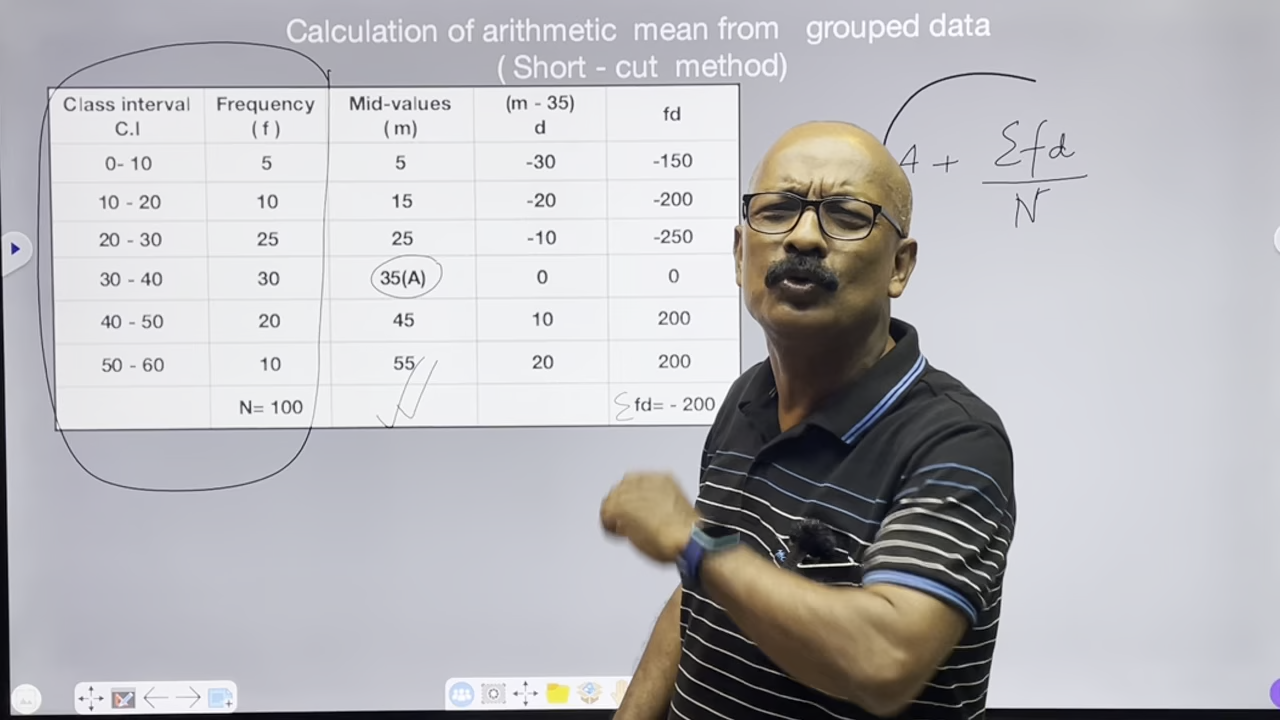 Calculation of arithmetic mean from grouped data
( Short - cut method)
Class interval C.I Frequency ( f ) Mid-values ( m ) (m - 35) d fd
0- 10 5 5 -30 -150
10 - 20 10 15 -20 -200
20 - 30 25 25 -10 -250
30 - 40 30 35(A) 0 0
40 - 50 20 45 10 200
50 - 60 10 55 20 200
N= 100 Σfd= - 200
A + Σfd
N